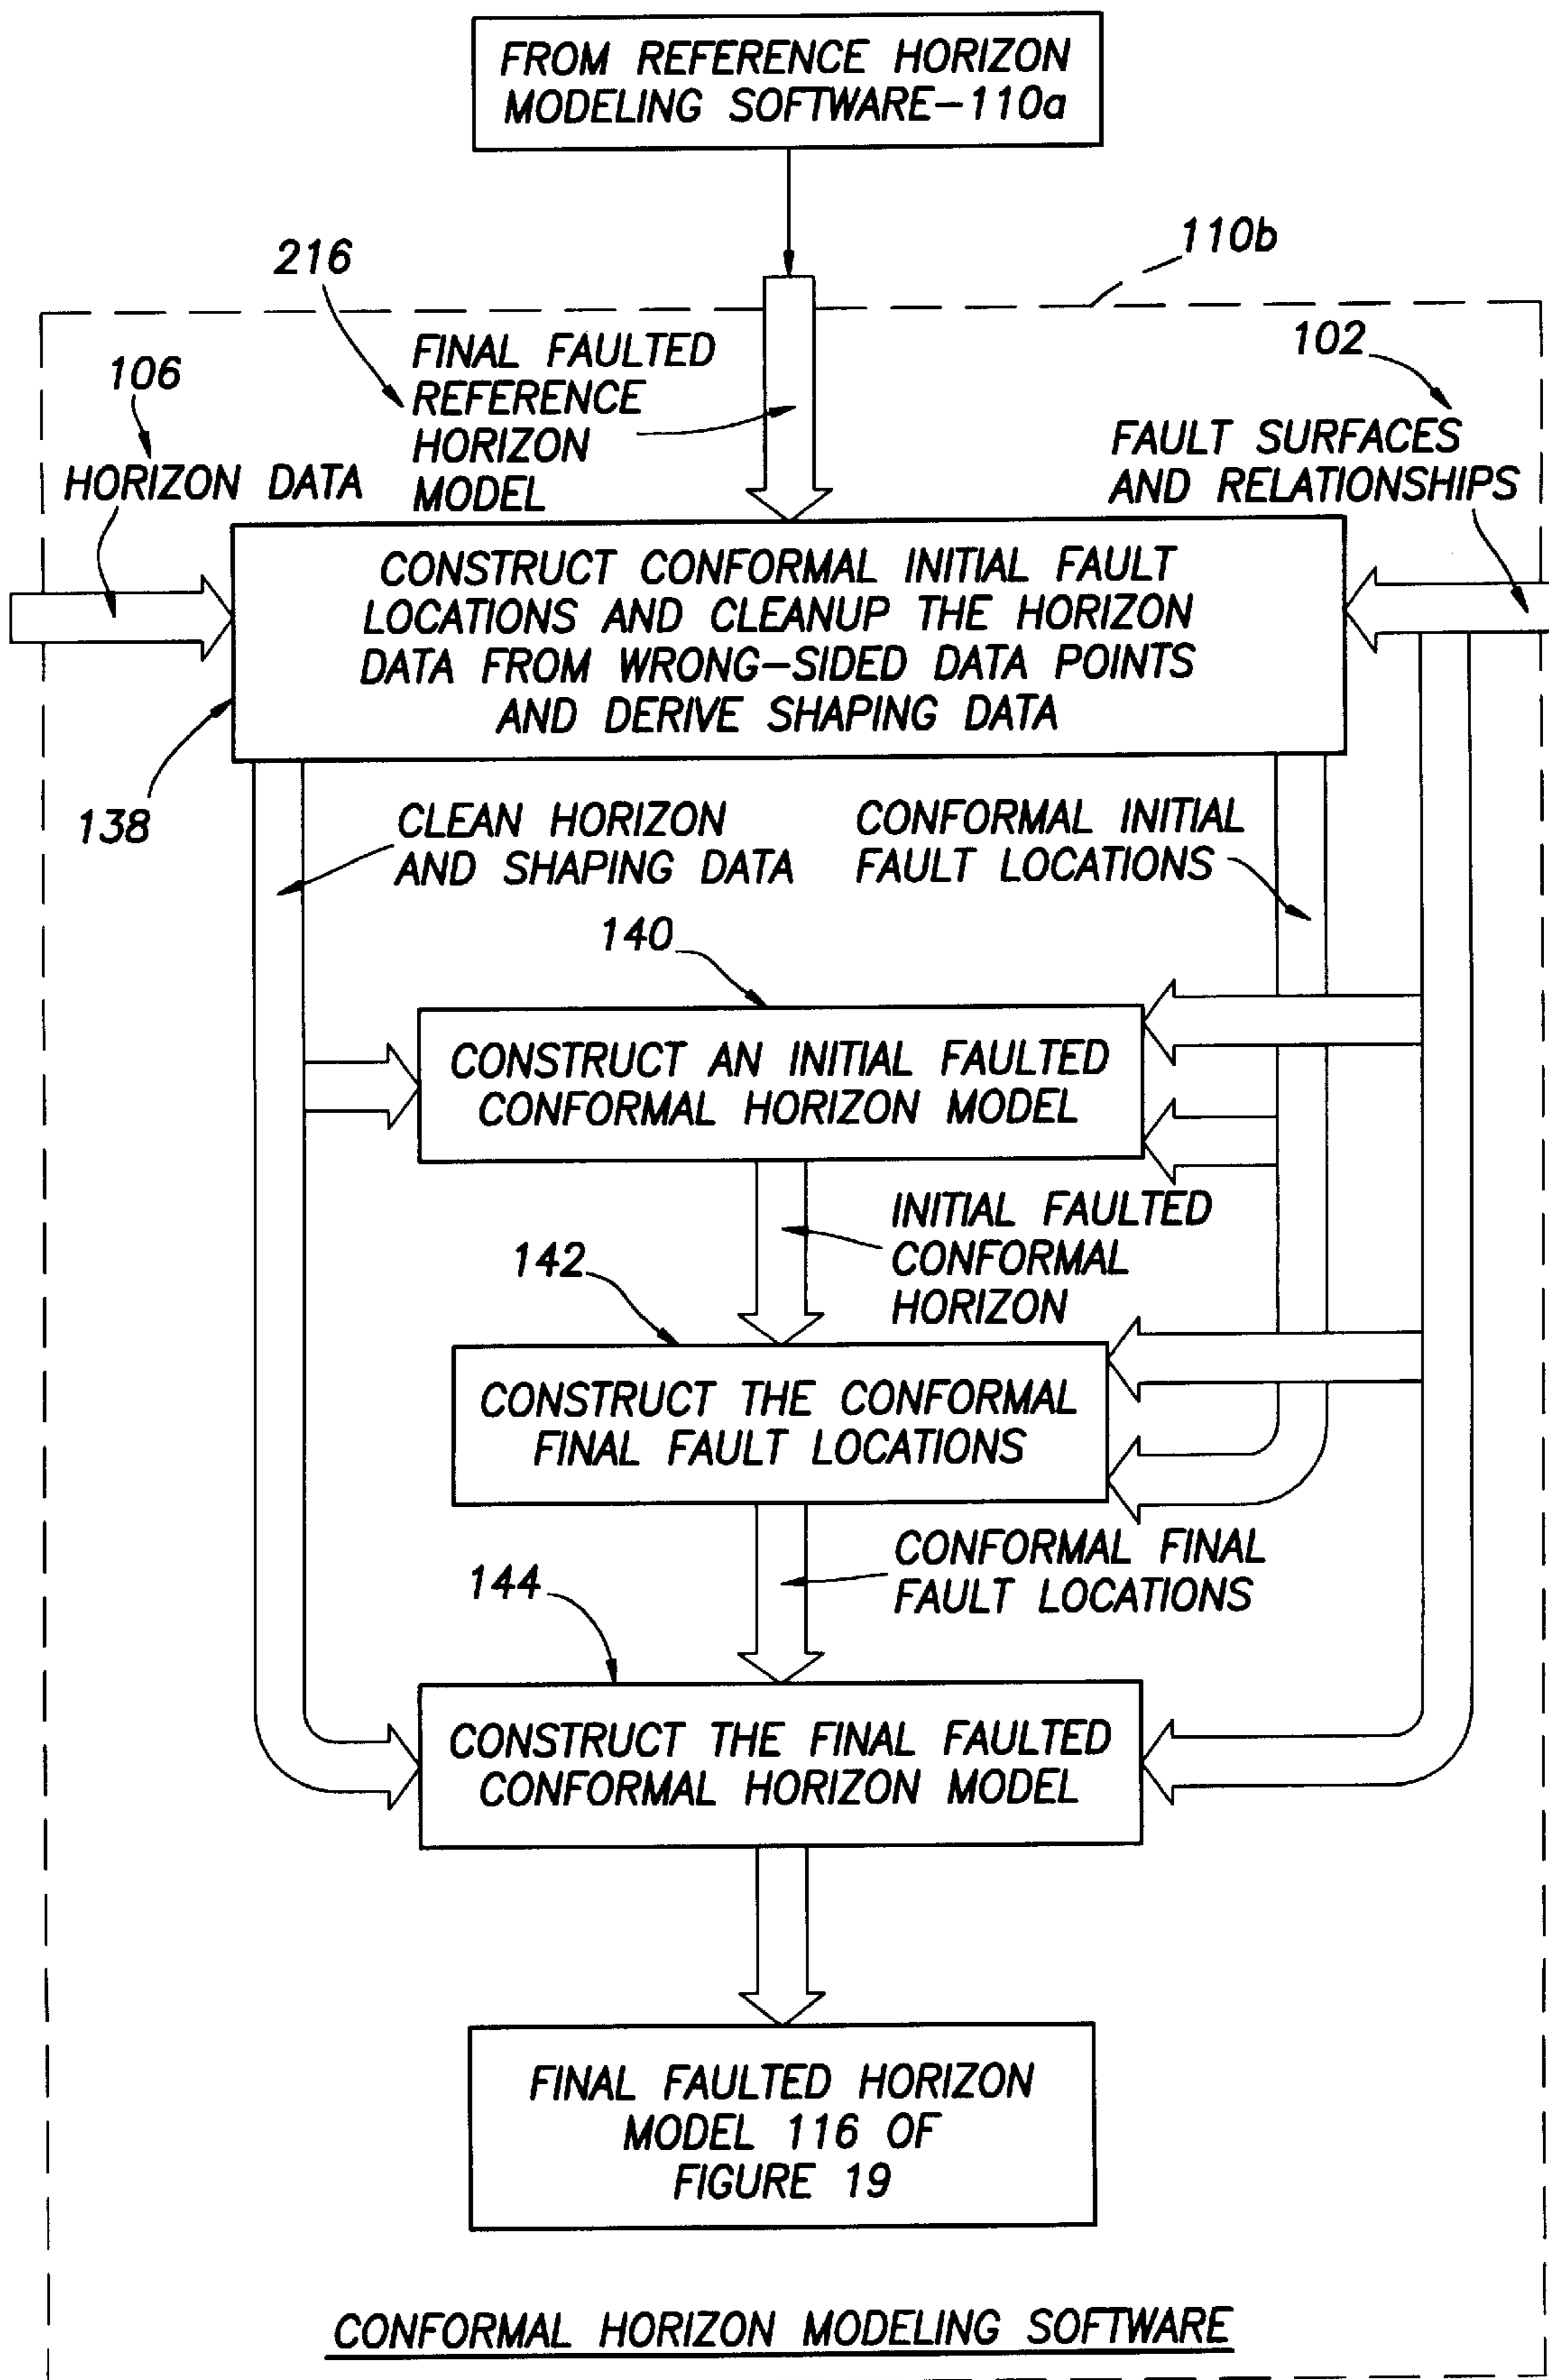 FROM REFERENCE HORIZON
MODELING SOFTWARE-110a
110b
216
FINAL FAULTED
REFERENCE
HORIZON
MODEL
102
FAULT SURFACES
AND RELATIONSHIPS
106
HORIZON DATA
CONSTRUCT CONFORMAL INITIAL FAULT
LOCATIONS AND CLEANUP THE HORIZON
DATA FROM WRONG-SIDED DATA POINTS
AND DERIVE SHAPING DATA
138
CLEAN HORIZON
AND SHAPING DATA
CONFORMAL INITIAL
FAULT LOCATIONS
140
CONSTRUCT AN INITIAL FAULTED
CONFORMAL HORIZON MODEL
INITIAL FAULTED
CONFORMAL
HORIZON
142
CONSTRUCT THE CONFORMAL
FINAL FAULT LOCATIONS
CONFORMAL FINAL
FAULT LOCATIONS
144
CONSTRUCT THE FINAL FAULTED
CONFORMAL HORIZON MODEL
FINAL FAULTED HORIZON
MODEL 116 OF
FIGURE 19
CONFORMAL HORIZON MODELING SOFTWARE